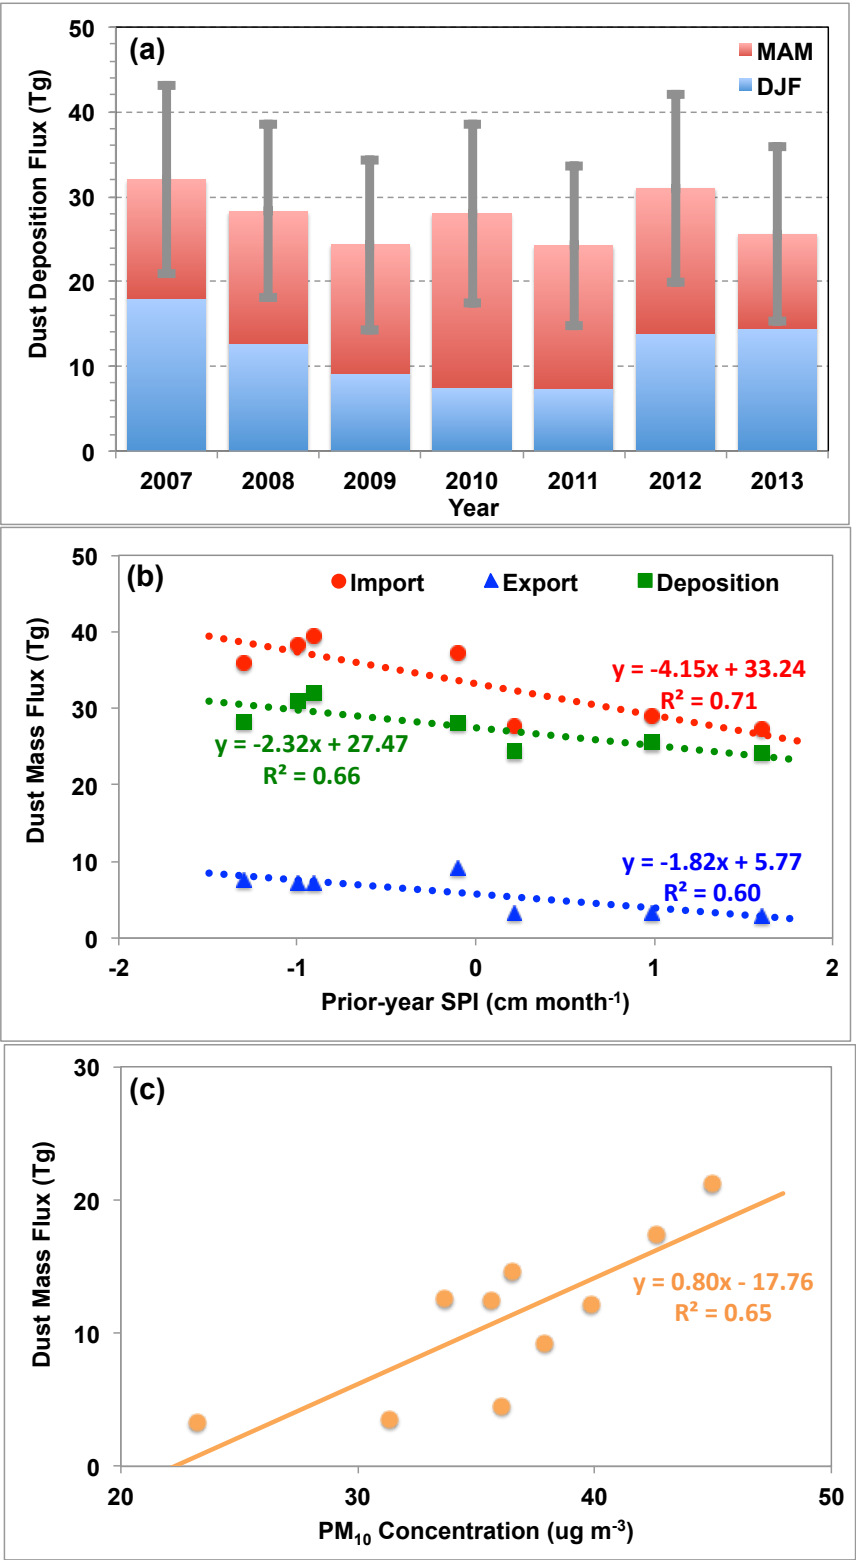 (a)
MAM
DJF
Dust Deposition Flux (Tg)
50
40
30
20
10
0
2007 2008 2009 2010 2011 2012 2013
Year
(b)
Import Export Deposition
Dust Mass Flux (Tg)
50
40
30
20
10
0
y = -4.15x + 33.24
R² = 0.71
y = -2.32x + 27.47
R² = 0.66
y = -1.82x + 5.77
R² = 0.60
-2 -1 0 1 2
Prior-year SPI (cm month⁻¹)
(c)
Dust Mass Flux (Tg)
30
20
10
0
y = 0.80x - 17.76
R² = 0.65
20 30 40 50
PM₁₀ Concentration (ug m⁻³)